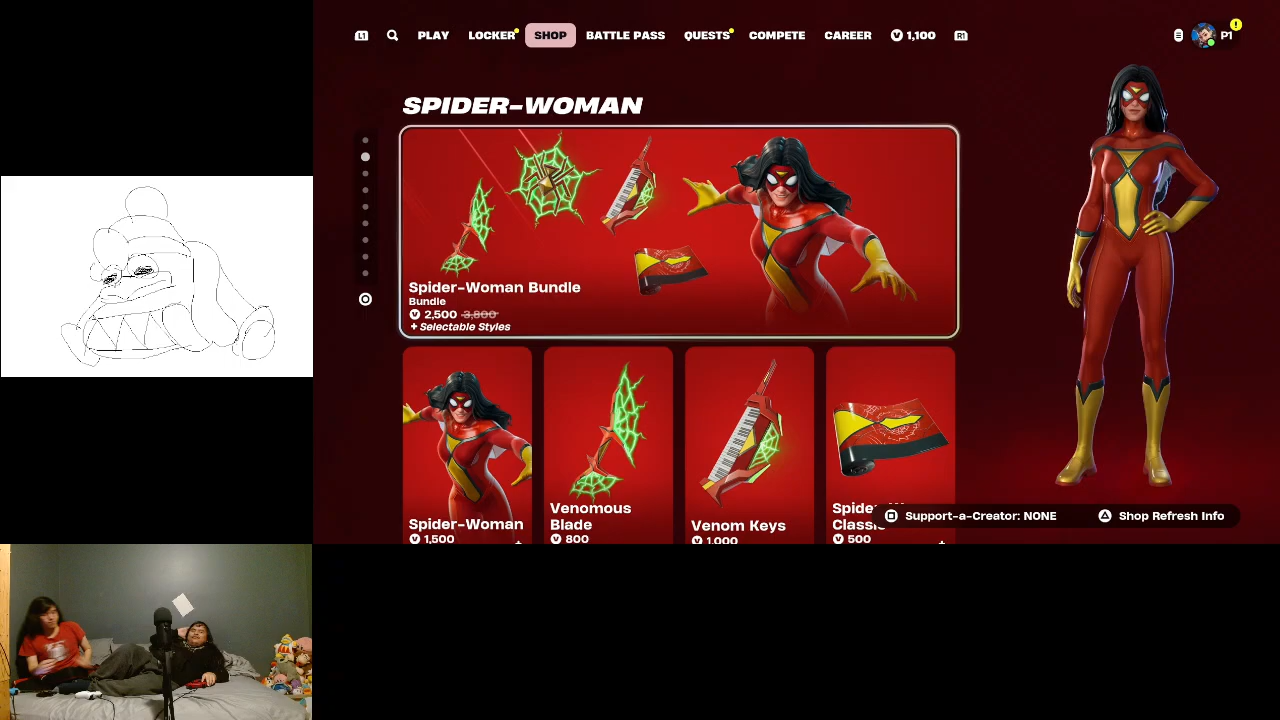 L1 PLAY LOCKER SHOP BATTLE PASS QUESTS COMPETE CAREER V 1,100 R1 P1 !
SPIDER-WOMAN
Spider-Woman Bundle
Bundle
V 2,500 3,800
+ Selectable Styles
Spider-Woman
V 1,500
Venomous
Blade
V 800
Venom Keys
V 1,000
Classic
V 500
Support-a-Creator: NONE
Shop Refresh Info